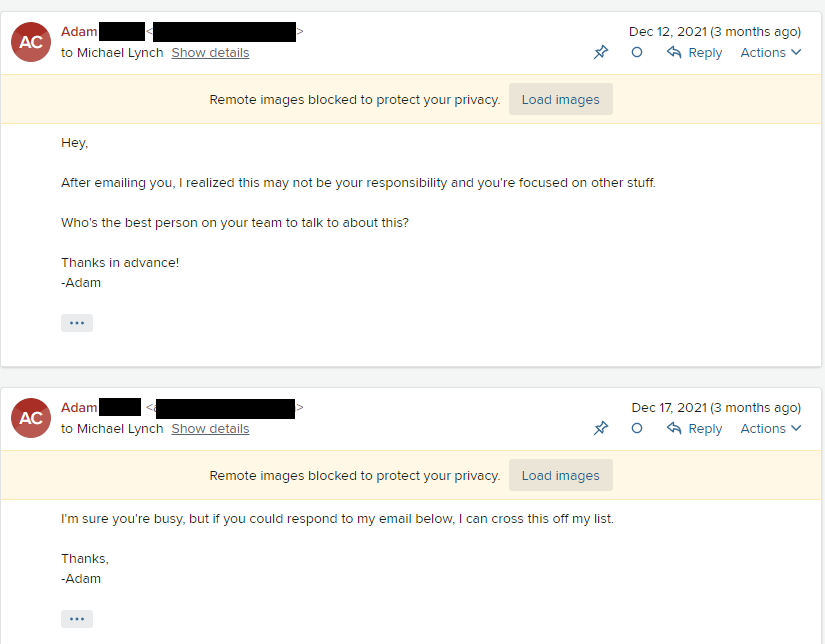 AC
Adam < >
Dec 12, 2021 (3 months ago)
to Michael Lynch Show details
Reply Actions
Remote images blocked to protect your privacy. Load images
Hey,
After emailing you, I realized this may not be your responsibility and you're focused on other stuff.
Who's the best person on your team to talk to about this?
Thanks in advance!
-Adam
•••
AC
Adam < >
Dec 17, 2021 (3 months ago)
to Michael Lynch Show details
Reply Actions
Remote images blocked to protect your privacy. Load images
I'm sure you're busy, but if you could respond to my email below, I can cross this off my list.
Thanks,
-Adam
•••